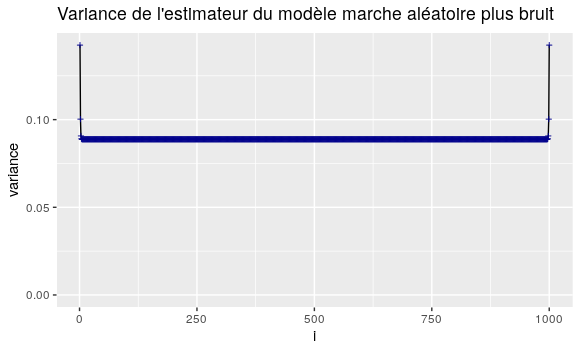 Variance de l'estimateur du modèle marche aléatoire plus bruit
variance
0.10
0.05
0.00
0
250
500
750
1000
i